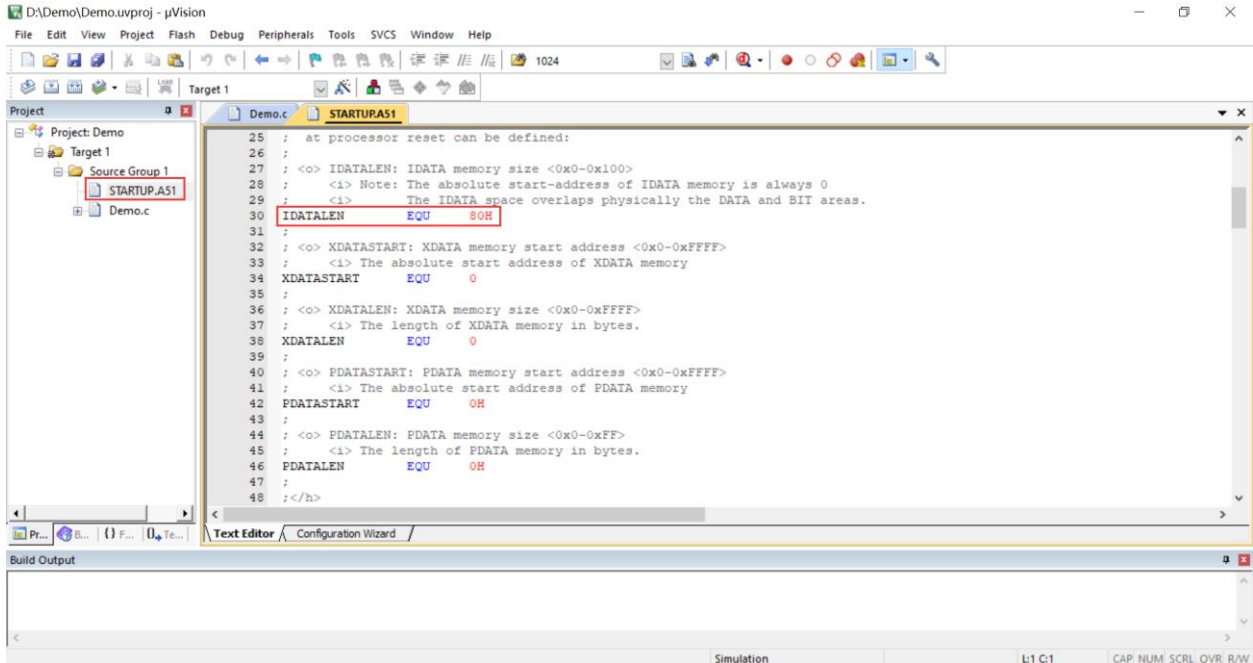 D:\Demo\Demo.uvproj - µVision
File Edit View Project Flash Debug Peripherals Tools SVCS Window Help
1024
Target 1
Project
Demo.c STARTUP.A51
Project: Demo
Target 1
Source Group 1
STARTUP.A51
Demo.c
25 ; at processor reset can be defined:
26 ;
27 ; <o> IDATALEN: IDATA memory size <0x0-0x100>
28 ; <i> Note: The absolute start-address of IDATA memory is always 0
29 ; <i> The IDATA space overlaps physically the DATA and BIT areas.
30 IDATALEN EQU 80H
31 ;
32 ; <o> XDATASTART: XDATA memory start address <0x0-0xFFFF>
33 ; <i> The absolute start address of XDATA memory
34 XDATASTART EQU 0
35 ;
36 ; <o> XDATALEN: XDATA memory size <0x0-0xFFFF>
37 ; <i> The length of XDATA memory in bytes.
38 XDATALEN EQU 0
39 ;
40 ; <o> PDATASTART: PDATA memory start address <0x0-0xFFFF>
41 ; <i> The absolute start address of PDATA memory
42 PDATASTART EQU 0H
43 ;
44 ; <o> PDATALEN: PDATA memory size <0x0-0xFF>
45 ; <i> The length of PDATA memory in bytes.
46 PDATALEN EQU 0H
47 ;
48 ;</h>
Pr... B... {} F... 0 Te...
Text Editor Configuration Wizard
Build Output
Simulation L:1 C:1 CAP NUM SCRL OVR R/W